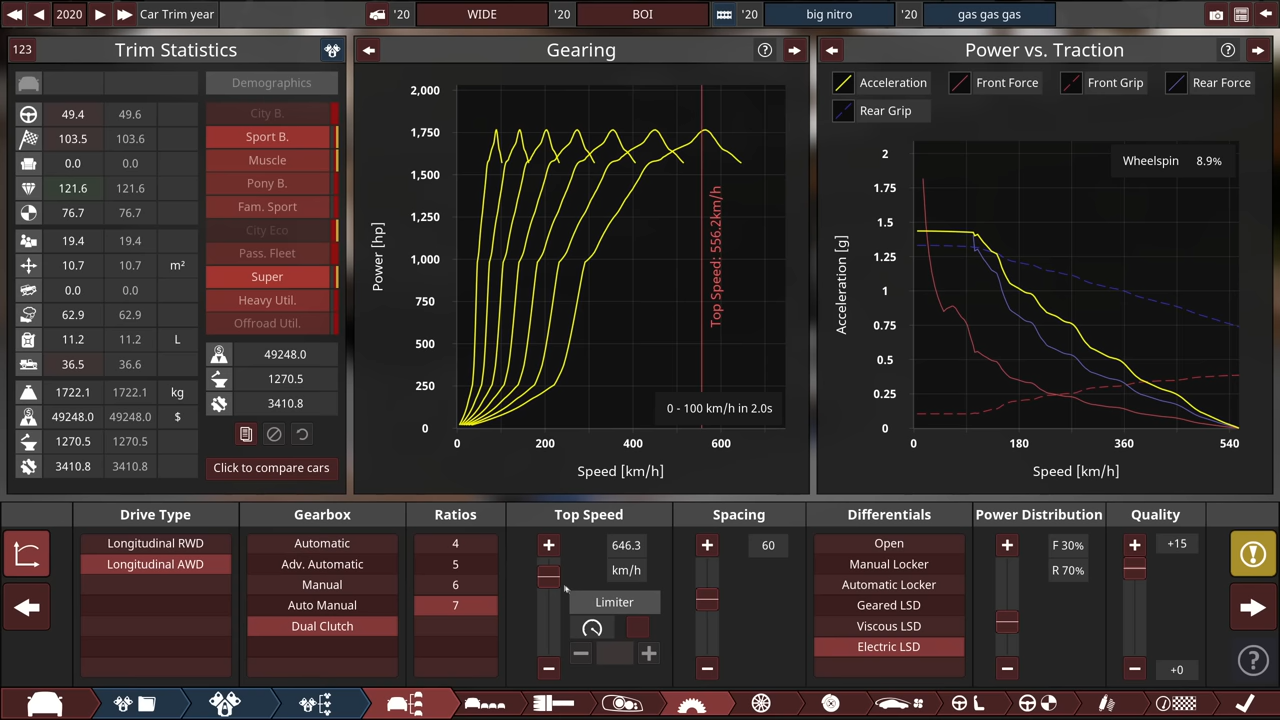 2020 Car Trim year '20 WIDE '20 BOI '20 big nitro '20 gas gas gas
123 Trim Statistics
Demographics
49.4 49.6
103.5 103.6
0.0 0.0
121.6 121.6
76.7 76.7
19.4 19.4
10.7 10.7 m²
0.0 0.0
62.9 62.9
11.2 11.2 L
36.5 36.6
1722.1 1722.1 kg
49248.0 49248.0 $
1270.5 1270.5
3410.8 3410.8
City B.
Sport B.
Muscle
Pony B.
Fam. Sport
City Eco
Pass. Fleet
Super
Heavy Util.
Offroad Util.
49248.0
1270.5
3410.8
Click to compare cars
Gearing ?
2,000
1,750
1,500
1,250
1,000
750
500
250
0
Power [hp]
Top Speed: 556.2km/h
0 - 100 km/h in 2.0s
0 200 400 600
Speed [km/h]
Power vs. Traction ?
Acceleration Front Force Front Grip Rear Force
Rear Grip
Wheelspin 8.9%
2
1.75
1.5
1.25
1
0.75
0.5
0.25
0
Acceleration [g]
0 180 360 540
Speed [km/h]
Drive Type
Longitudinal RWD
Longitudinal AWD
Gearbox
Automatic
Adv. Automatic
Manual
Auto Manual
Dual Clutch
Ratios
4
5
6
7
Top Speed
+ 646.3
km/h
Limiter
− +
−
Spacing
+ 60
−
Differentials
Open
Manual Locker
Automatic Locker
Geared LSD
Viscous LSD
Electric LSD
Power Distribution
+ F 30%
R 70%
−
Quality
+ +15
− +0
!
?